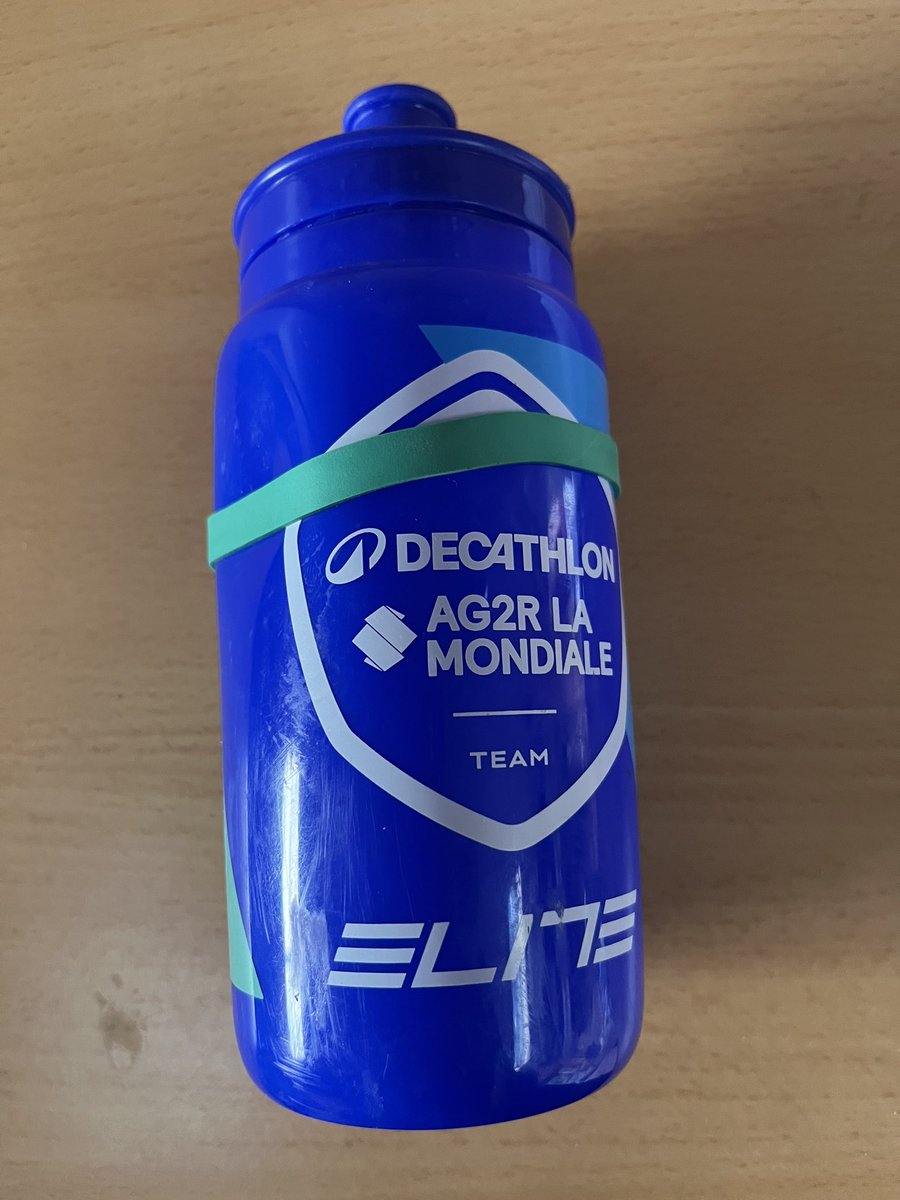 DECATHLON
AG2R LA
MONDIALE
TEAM
ELITE